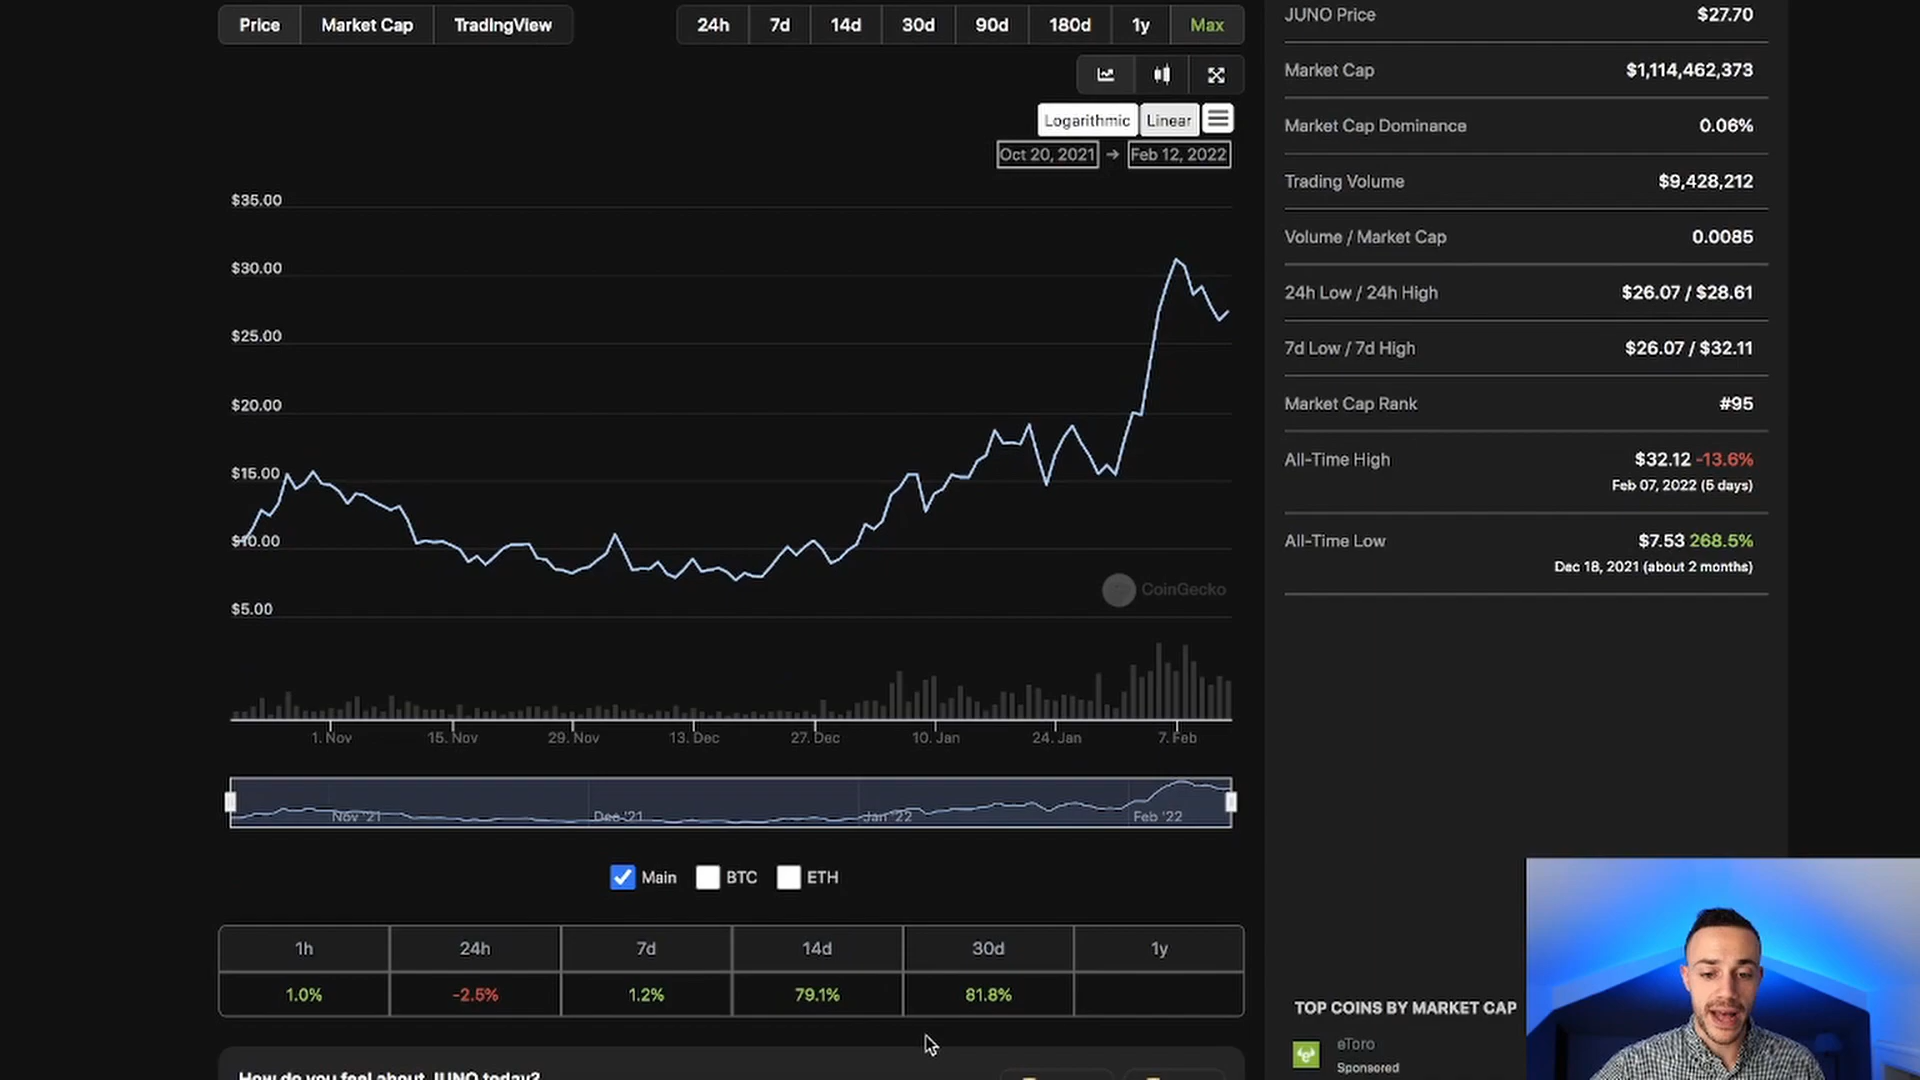 Price Market Cap TradingView 24h 7d 14d 30d 90d 180d 1y Max
Logarithmic Linear
Oct 20, 2021 → Feb 12, 2022
$35.00
$30.00
$25.00
$20.00
$15.00
$10.00
$5.00
CoinGecko
1. Nov 15. Nov 29. Nov 13. Dec 27. Dec 10. Jan 24. Jan 7. Feb
Nov '21 Dec '21 Jan '22 Feb '22
Main BTC ETH
1h 24h 7d 14d 30d 1y
1.0% -2.5% 1.2% 79.1% 81.8%
How do you feel about JUNO today?
JUNO Price $27.70
Market Cap $1,114,462,373
Market Cap Dominance 0.06%
Trading Volume $9,428,212
Volume / Market Cap 0.0085
24h Low / 24h High $26.07 / $28.61
7d Low / 7d High $26.07 / $32.11
Market Cap Rank #95
All-Time High $32.12 -13.6%
Feb 07, 2022 (5 days)
All-Time Low $7.53 268.5%
Dec 18, 2021 (about 2 months)
TOP COINS BY MARKET CAP
eToro
Sponsored